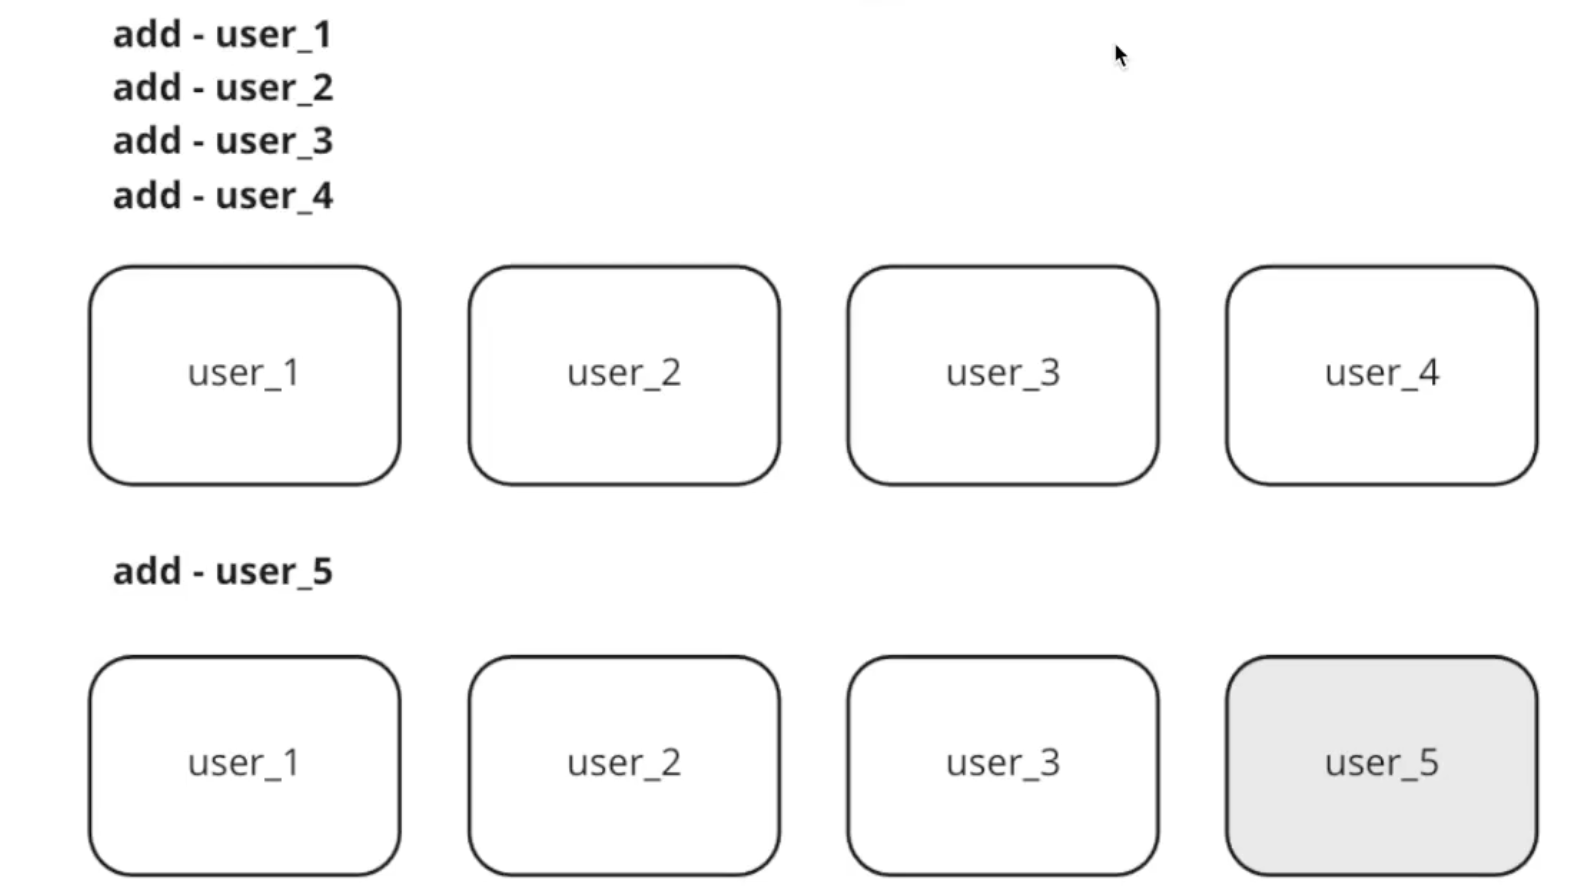 add - user_1
add - user_2
add - user_3
add - user_4
user_1 user_2 user_3 user_4
add - user_5
user_1 user_2 user_3 user_5